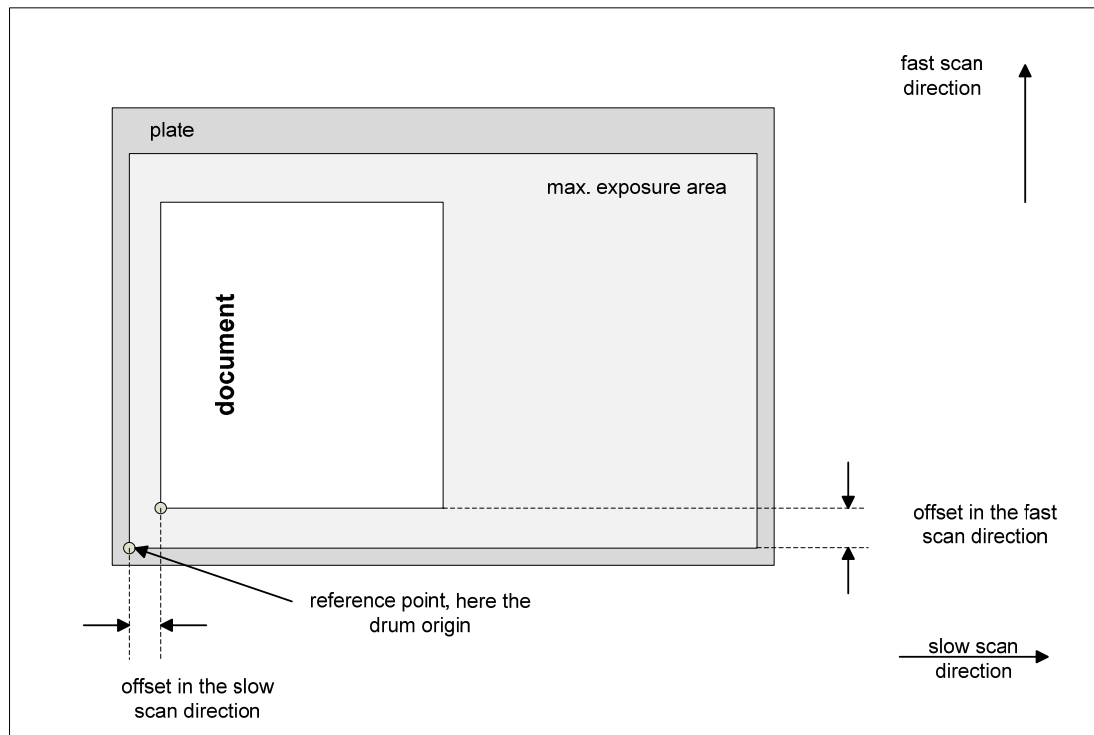 fast scan
direction
plate
max. exposure area
document
offset in the fast
scan direction
reference point, here the
drum origin
slow scan
direction
offset in the slow
scan direction